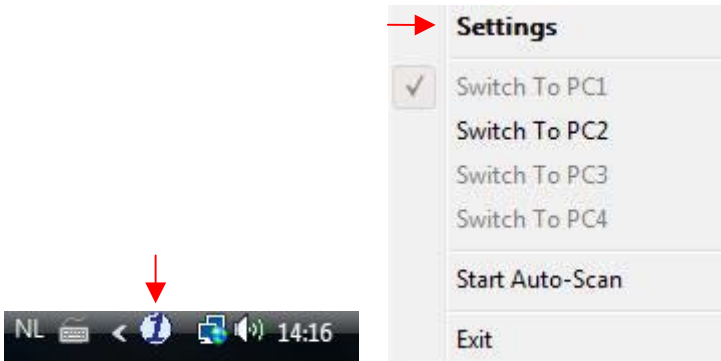 NL
<
1
14:16
Settings
Switch To PC1
Switch To PC2
Switch To PC3
Switch To PC4
Start Auto-Scan
Exit